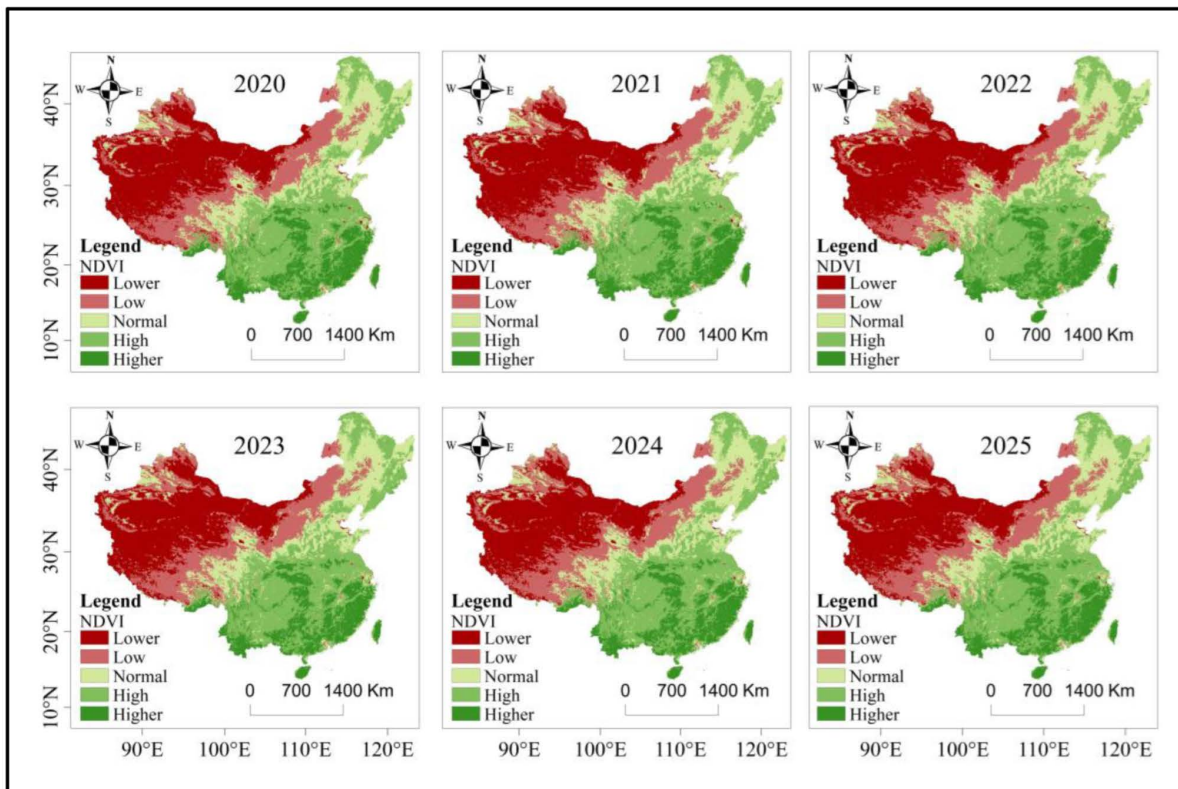 N
W E
S
2020
Legend
NDVI
Lower
Low
Normal
High
Higher
0 700 1400 Km
N
W E
S
2021
Legend
NDVI
Lower
Low
Normal
High
Higher
0 700 1400 Km
N
W E
S
2022
Legend
NDVI
Lower
Low
Normal
High
Higher
0 700 1400 Km
40°N
30°N
20°N
10°N
N
W E
S
2023
Legend
NDVI
Lower
Low
Normal
High
Higher
0 700 1400 Km
N
W E
S
2024
Legend
NDVI
Lower
Low
Normal
High
Higher
0 700 1400 Km
N
W E
S
2025
Legend
NDVI
Lower
Low
Normal
High
Higher
0 700 1400 Km
40°N
30°N
20°N
10°N
90°E 100°E 110°E 120°E
90°E 100°E 110°E 120°E
90°E 100°E 110°E 120°E